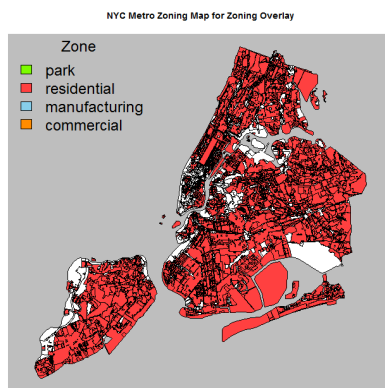 NYC Metro Zoning Map for Zoning Overlay
Zone
park
residential
manufacturing
commercial